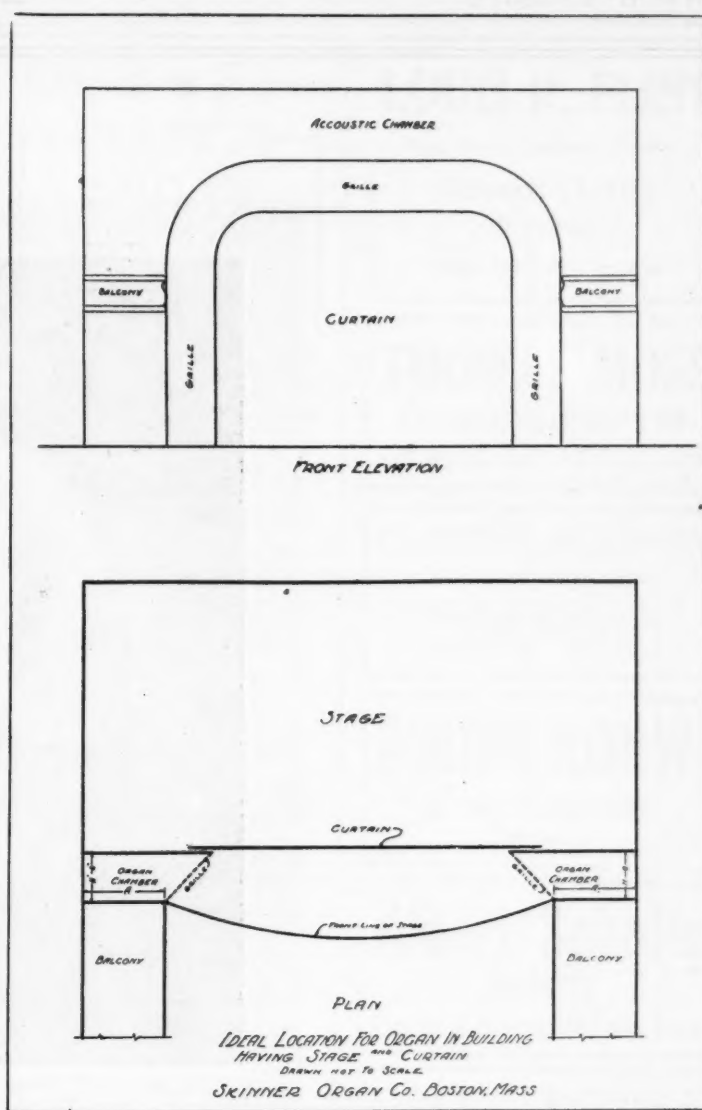 ACCOUSTIC CHAMBER
GRILLE
BALCONY
BALCONY
CURTAIN
GRILLE
GRILLE
FRONT ELEVATION
STAGE
CURTAIN
ORGAN
CHAMBER
A
GRILLE
GRILLE
ORGAN
CHAMBER
A
FRONT LINE OF STAGE
BALCONY
BALCONY
PLAN
IDEAL LOCATION FOR ORGAN IN BUILDING
HAVING STAGE AND CURTAIN
DRAWN NOT TO SCALE
SKINNER ORGAN CO. BOSTON, MASS